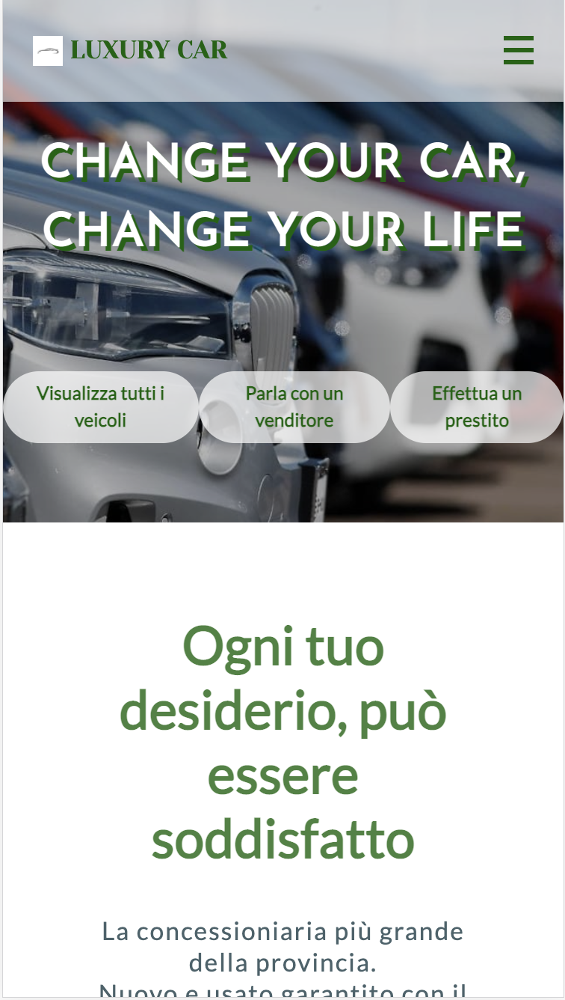 LUXURY CAR
CHANGE YOUR CAR,
CHANGE YOUR LIFE
Visualizza tutti i
veicoli
Parla con un
venditore
Effettua un
prestito
Ogni tuo
desiderio, può
essere
soddisfatto
La concessioniaria più grande
della provincia.
Nuovo e usato garantito con il